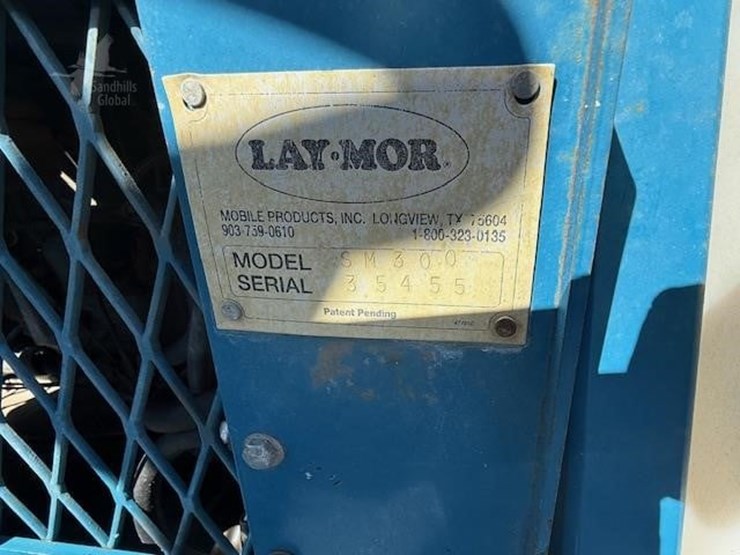 Sandhills
Global
LAY•MOR®
MOBILE PRODUCTS, INC. LONGVIEW, TX 75604
903-759-0610 1-800-323-0135
MODEL SM300
SERIAL 35455
Patent Pending